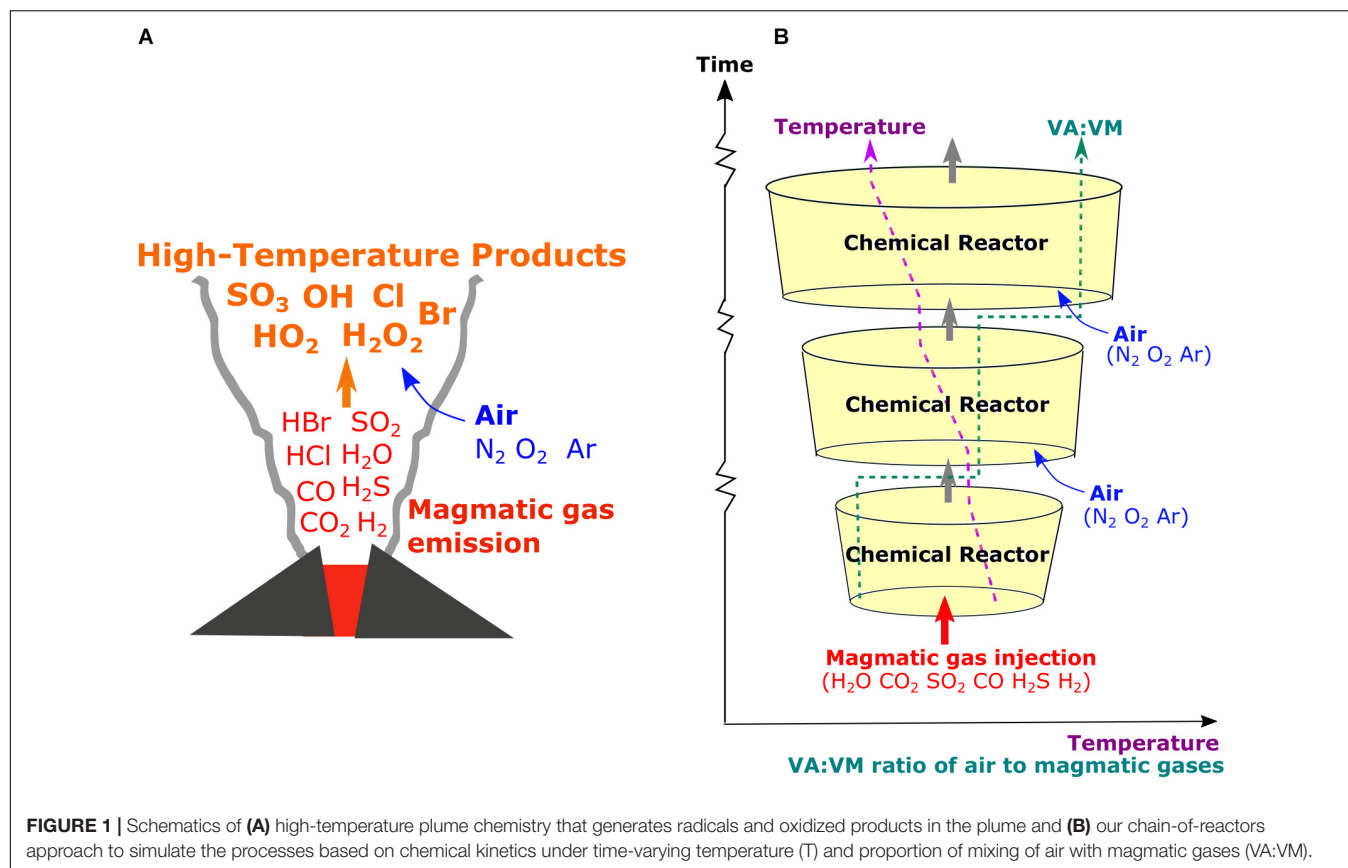 A
High-Temperature Products
SO₃ OH Cl Br
HO₂ H₂O₂
HBr SO₂
HCl H₂O
CO H₂S
CO₂ H₂
Air
N₂ O₂ Ar
Magmatic gas
emission
B
Time
Temperature
VA:VM
Chemical Reactor
Air
(N₂ O₂ Ar)
Chemical Reactor
Air
(N₂ O₂ Ar)
Chemical Reactor
Magmatic gas injection
(H₂O CO₂ SO₂ CO H₂S H₂)
Temperature
VA:VM ratio of air to magmatic gases
FIGURE 1 | Schematics of (A) high-temperature plume chemistry that generates radicals and oxidized products in the plume and (B) our chain-of-reactors
approach to simulate the processes based on chemical kinetics under time-varying temperature (T) and proportion of mixing of air with magmatic gases (VA:VM).